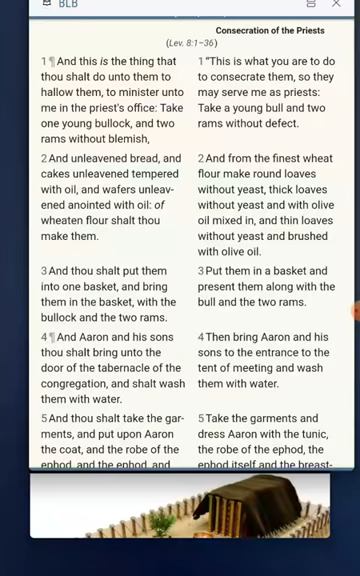 BLB
Consecration of the Priests
(Lev. 8:1–36)
1 ¶ And this is the thing that
thou shalt do unto them to
hallow them, to minister unto
me in the priest's office: Take
one young bullock, and two
rams without blemish,
2 And unleavened bread, and
cakes unleavened tempered
with oil, and wafers unleav-
ened anointed with oil: of
wheaten flour shalt thou
make them.
3 And thou shalt put them
into one basket, and bring
them in the basket, with the
bullock and the two rams.
4 ¶ And Aaron and his sons
thou shalt bring unto the
door of the tabernacle of the
congregation, and shalt wash
them with water.
5 And thou shalt take the gar-
ments, and put upon Aaron
the coat, and the robe of the
ephod, and the ephod, and
1 “This is what you are to do
to consecrate them, so they
may serve me as priests:
Take a young bull and two
rams without defect.
2 And from the finest wheat
flour make round loaves
without yeast, thick loaves
without yeast and with olive
oil mixed in, and thin loaves
without yeast and brushed
with olive oil.
3 Put them in a basket and
present them along with the
bull and the two rams.
4 Then bring Aaron and his
sons to the entrance to the
tent of meeting and wash
them with water.
5 Take the garments and
dress Aaron with the tunic,
the robe of the ephod, the
ephod itself and the breast-